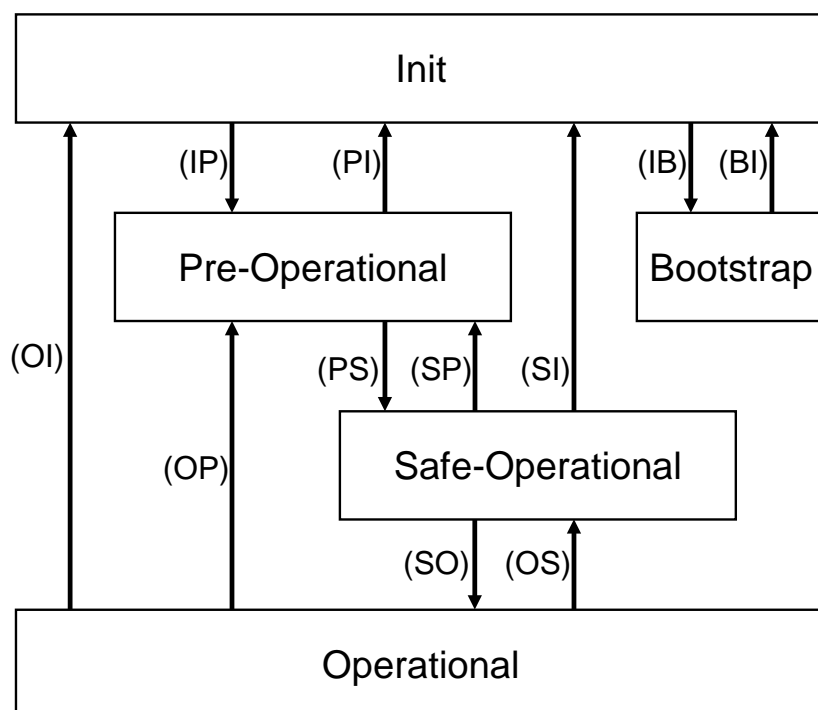 Init
(IP)
(PI)
(IB)
(BI)
Pre-Operational
Bootstrap
(OI)
(PS)
(SP)
(SI)
(OP)
Safe-Operational
(SO)
(OS)
Operational